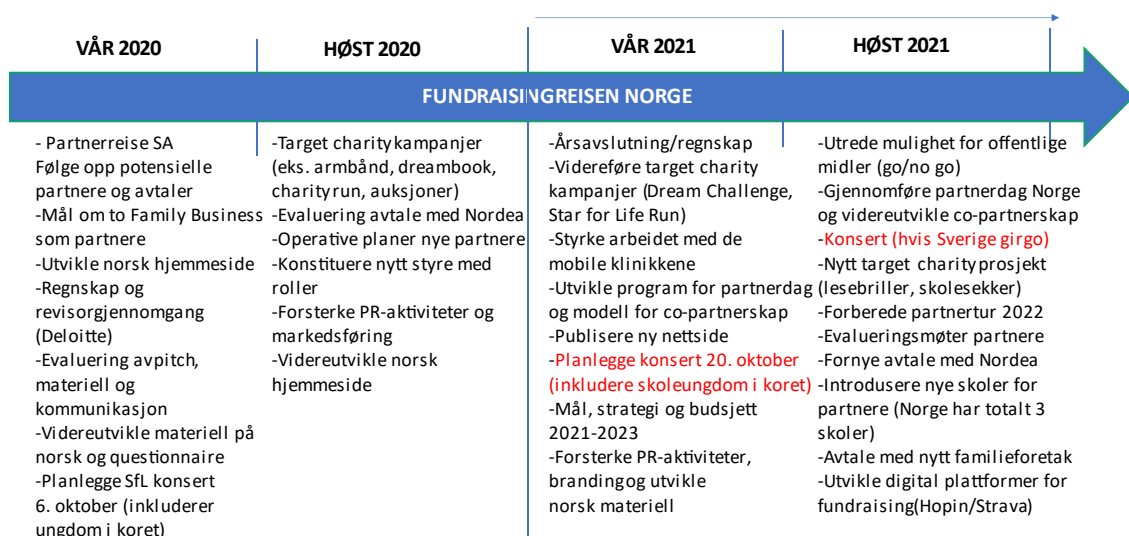 VÅR 2020
HØST 2020
VÅR 2021
HØST 2021
FUNDRAISINGREISEN NORGE
- Partnerreise SA
Følge opp potensielle
partnere og avtaler
-Mål om to Family Business
som partnere
-Utvikle norsk hjemmeside
-Regnskap og
revisorgjennomgang
(Deloitte)
-Evaluering avpitch,
materiell og
kommunikasjon
-Videreutvikle materiell på
norsk og questionnaire
-Planlegge SfL konsert
6. oktober (inkluderer
ungdom i koret)
-Target charity kampanjer
(eks. armbånd, dreambook,
charity run, auksjoner)
-Evaluering avtale med Nordea
-Operative planer nye partnere
-Konstituere nytt styre med
roller
-Forsterke PR-aktiviteter og
markedsføring
-Videreutvikle norsk
hjemmeside
-Årsavslutning/regnskap
-Videreføre target charity
kampanjer (Dream Challenge,
Star for Life Run)
-Styrke arbeidet med de
mobile klinikkene
-Utvikle program for partnerdag
og modell for co-partnerskap
-Publisere ny nettside
-Planlegge konsert 20. oktober
(inkludere skoleungdom i koret)
-Mål, strategi og budsjett
2021-2023
-Forsterke PR-aktiviteter,
branding og utvikle
norsk materiell
-Utrede mulighet for offentlige
midler (go/no go)
-Gjennomføre partnerdag Norge
og videreutvikle co-partnerskap
-Konsert (hvis Sverige girgo)
-Nytt target charity prosjekt
(lesebriller, skolesekker)
-Forberede partnertur 2022
-Evalueringsmøter partnere
-Fornye avtale med Nordea
-Introdusere nye skoler for
partnere (Norge har totalt 3
skoler)
-Avtale med nytt familieforetak
-Utvikle digital plattformer for
fundraising(Hopin/Strava)